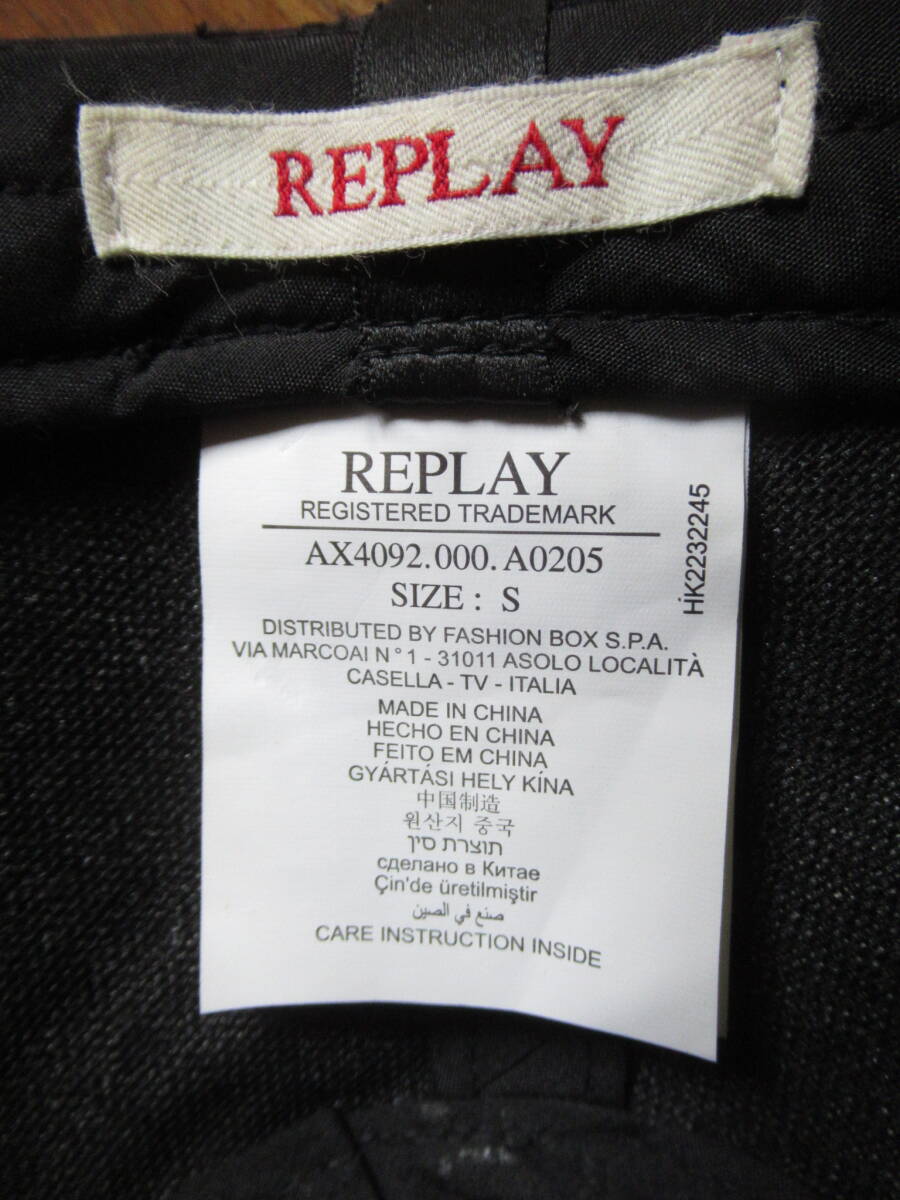 REPLAY
REPLAY
REGISTERED TRADEMARK
AX4092.000.A0205
SIZE : S
HK2232245
DISTRIBUTED BY FASHION BOX S.P.A.
VIA MARCOAI N°1 - 31011 ASOLO LOCALITÀ
CASELLA - TV - ITALIA
MADE IN CHINA
HECHO EN CHINA
FEITO EM CHINA
GYÁRTÁSI HELY KÍNA
中国制造
원산지 중국
תוצרת סין
сделано в Китае
Çin'de üretilmiştir
صنع في الصين
CARE INSTRUCTION INSIDE